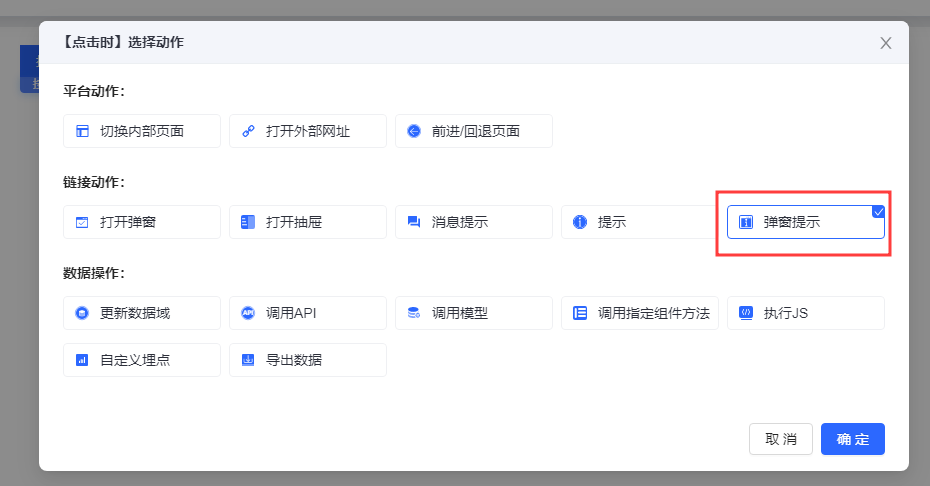 【点击时】选择动作
平台动作：
切换内部页面 打开外部网址 前进/回退页面
链接动作：
打开弹窗 打开抽屉 消息提示 提示 弹窗提示
数据操作：
更新数据域 API 调用API 调用模型 调用指定组件方法 执行JS
自定义埋点 导出数据
取 消 确 定